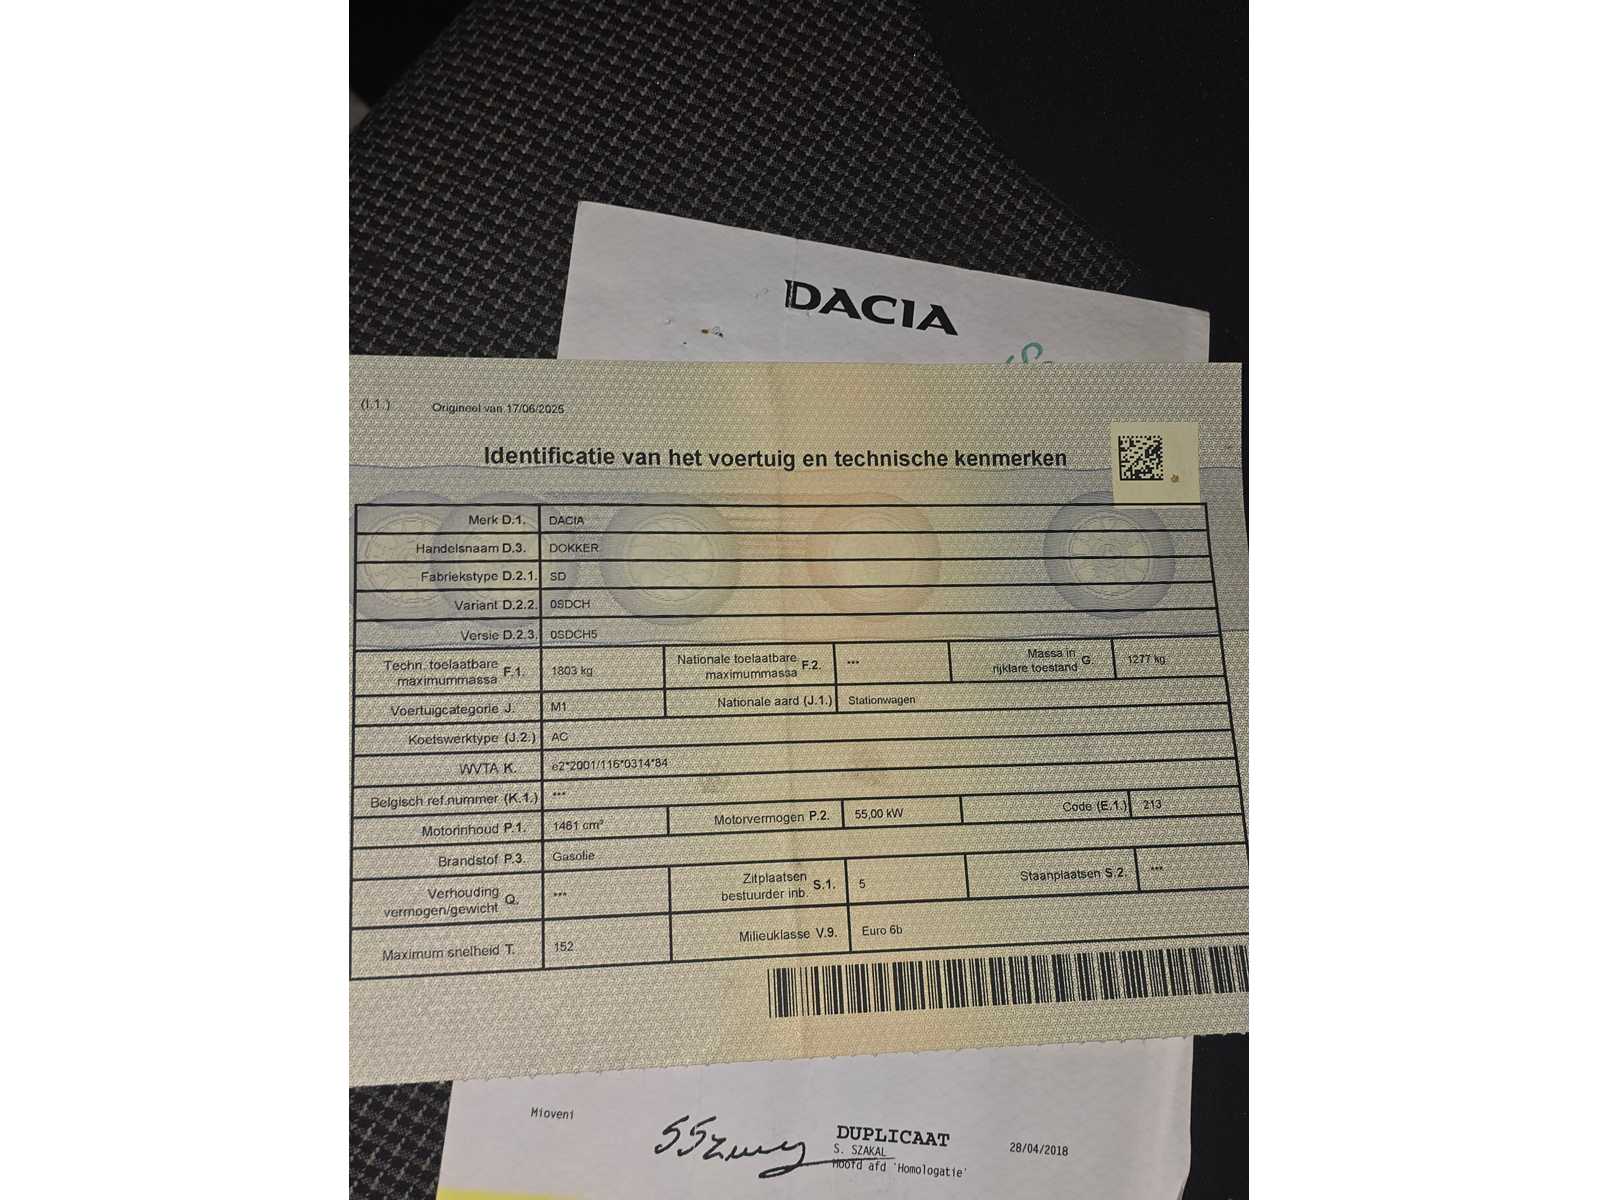 DACIA
(I.1.) Origineel van 17/06/2025
Identificatie van het voertuig en technische kenmerken
Merk D.1. DACIA
Handelsnaam D.3. DOKKER
Fabriekstype D.2.1. SD
Variant D.2.2. 0SDCH
Versie D.2.3. 0SDCH5
Techn. toelaatbare maximummassa F.1. 1803 kg Nationale toelaatbare maximummassa F.2. *** Massa in rijklare toestand G. 1277 kg
Voertuigcategorie J. M1 Nationale aard (J.1.) Stationwagen
Koetswerktype (J.2.) AC
WVTA K. e2*2001/116*0314*84
Belgisch ref.nummer (K.1.) ***
Motorinhoud P.1. 1461 cm³ Motorvermogen P.2. 55,00 kW Code (E.1.) 213
Brandstof P.3. Gasolie
Verhouding vermogen/gewicht Q. *** Zitplaatsen bestuurder inb. S.1. 5 Staanplaatsen S.2. ***
Maximum snelheid T. 152 Milieuklasse V.9. Euro 6b
Mioveni
DUPLICAAT
S. SZAKAL 28/04/2018
Hoofd afd 'Homologatie'